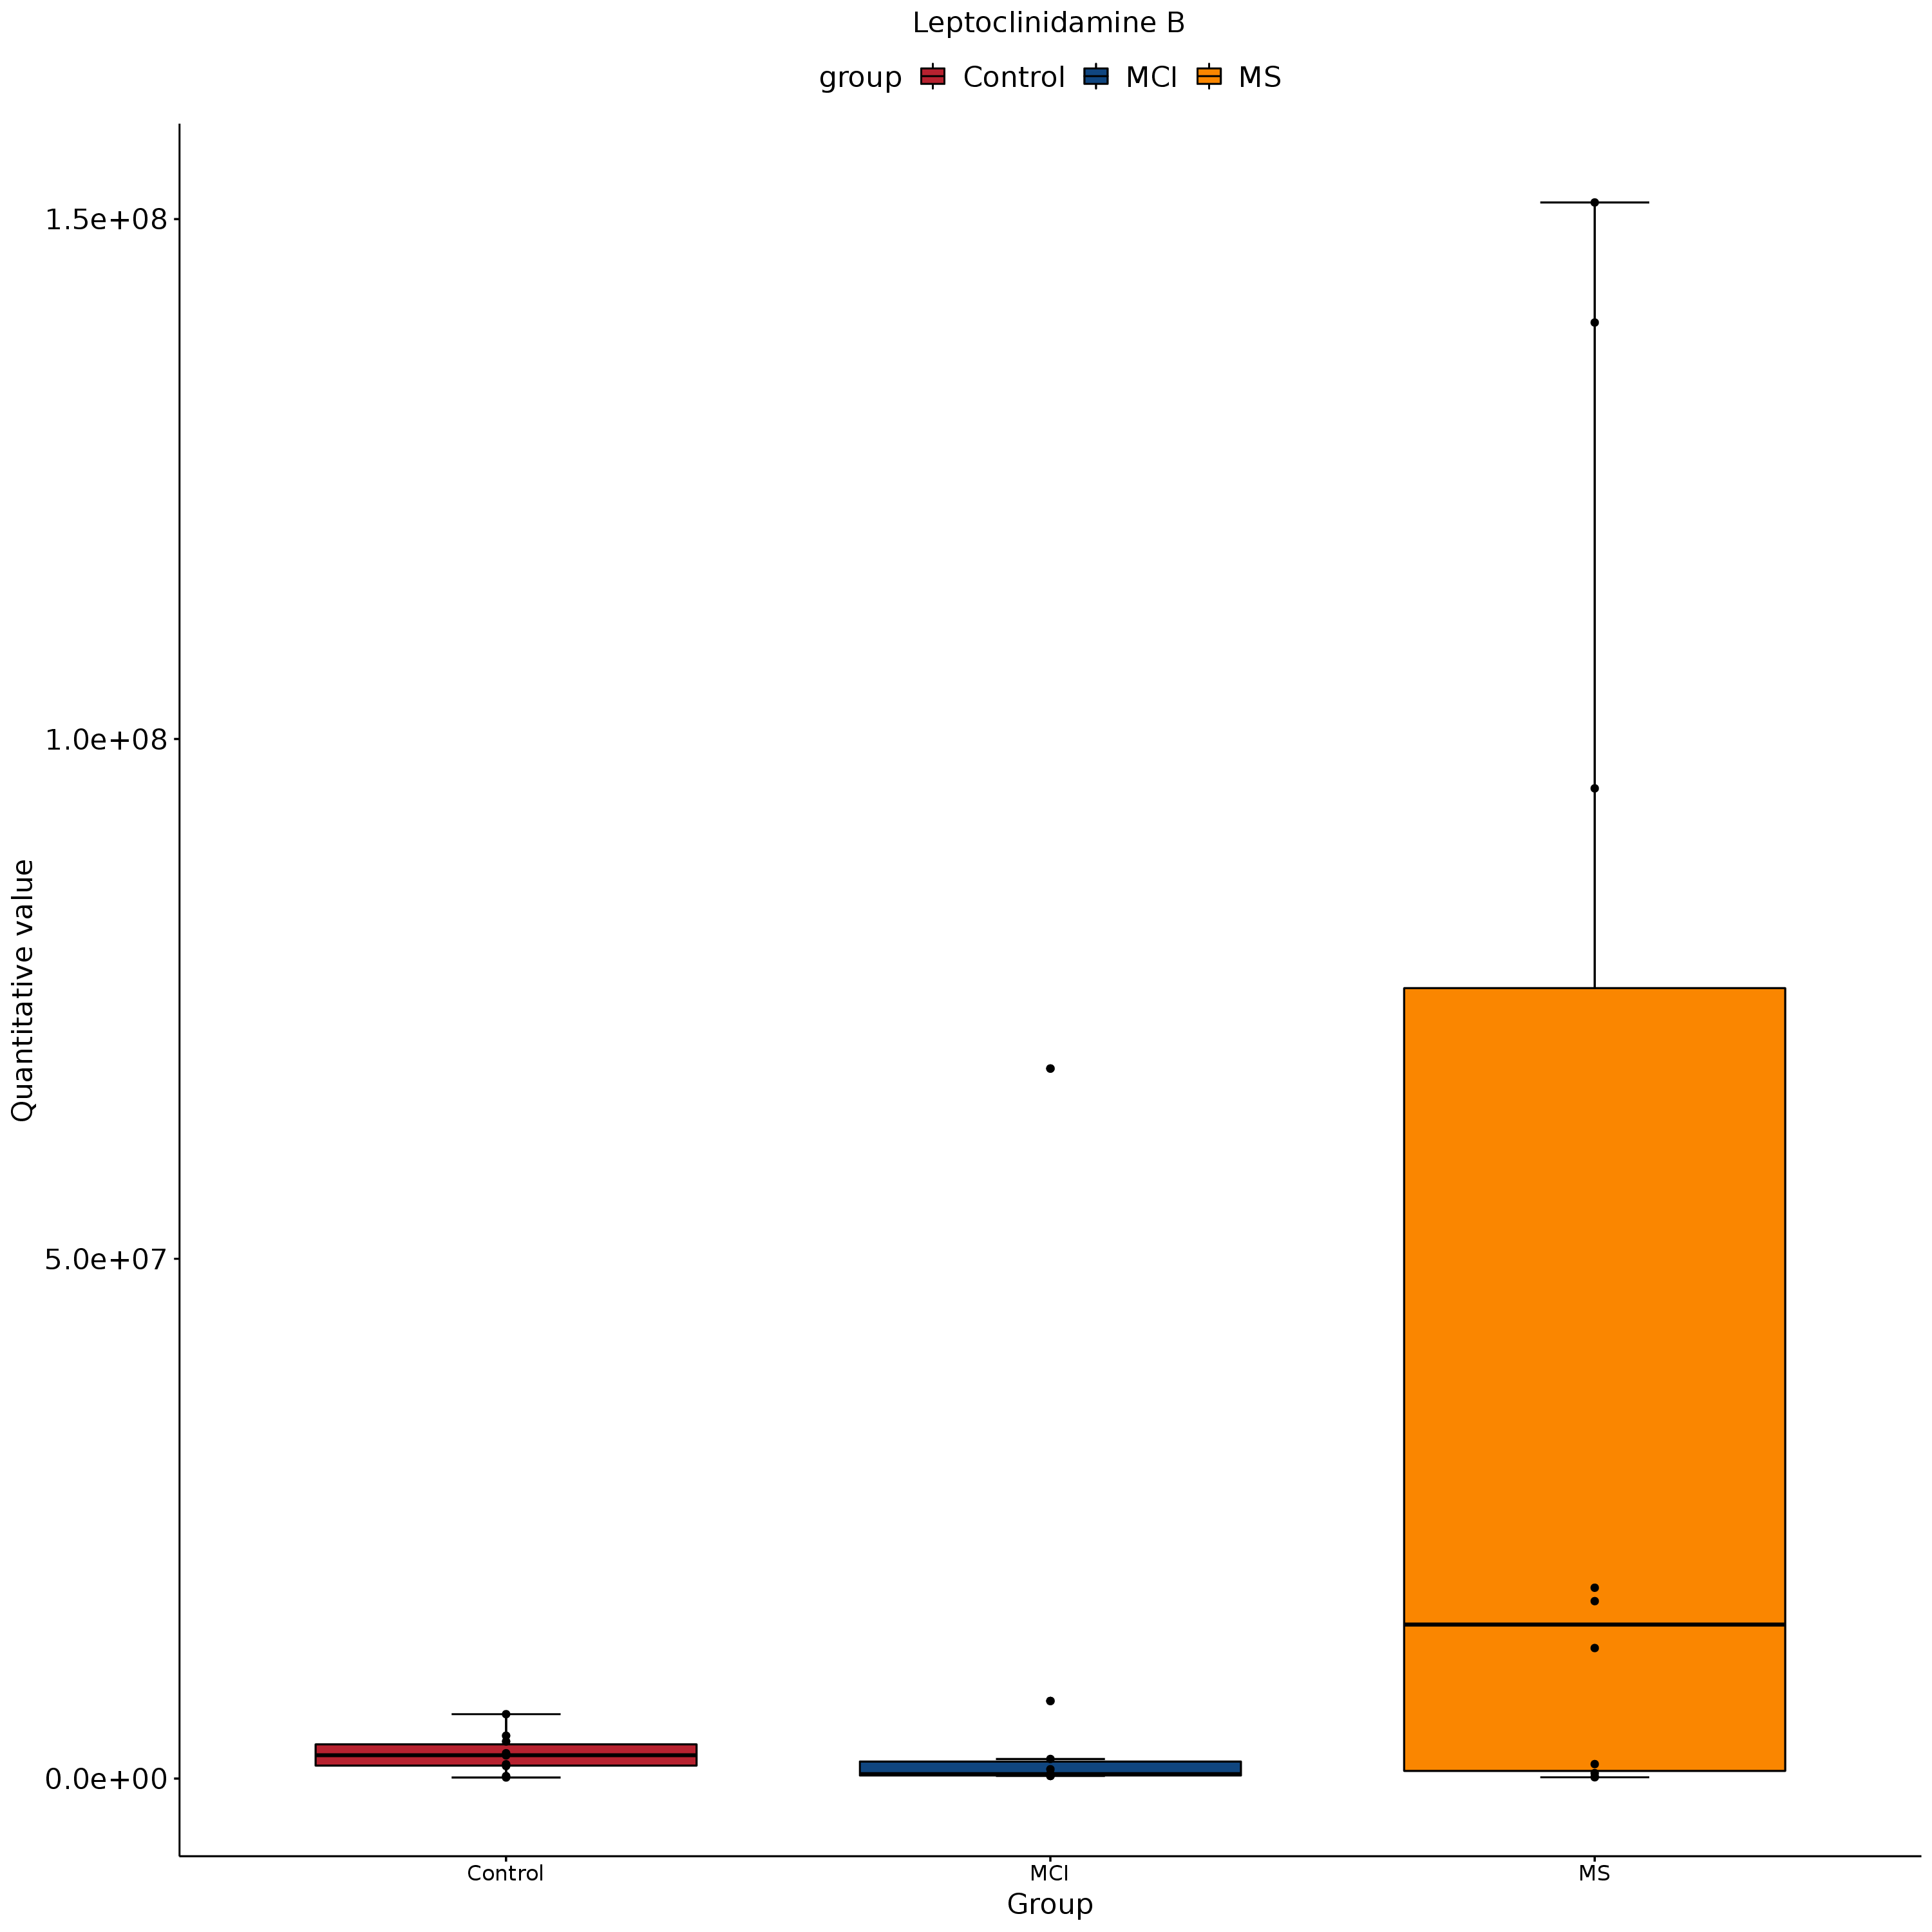 Leptoclinidamine B
group Control MCI MS
1.5e+08
1.0e+08
5.0e+07
0.0e+00
Quantitative value
Control MCI MS
Group